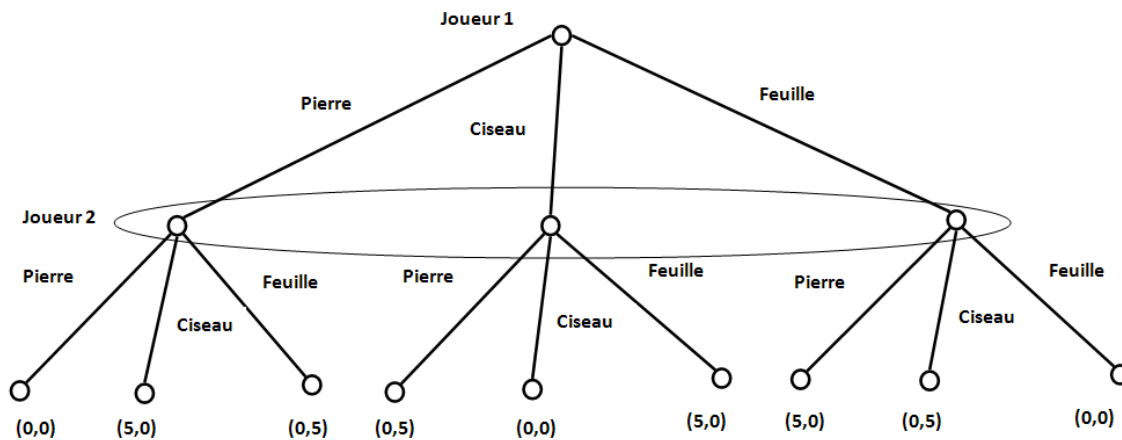 Joueur 1
Pierre
Ciseau
Feuille
Joueur 2
Pierre
Ciseau
Feuille
Pierre
Ciseau
Feuille
Pierre
Ciseau
Feuille
(0,0) (5,0) (0,5) (0,5) (0,0) (5,0) (5,0) (0,5) (0,0)